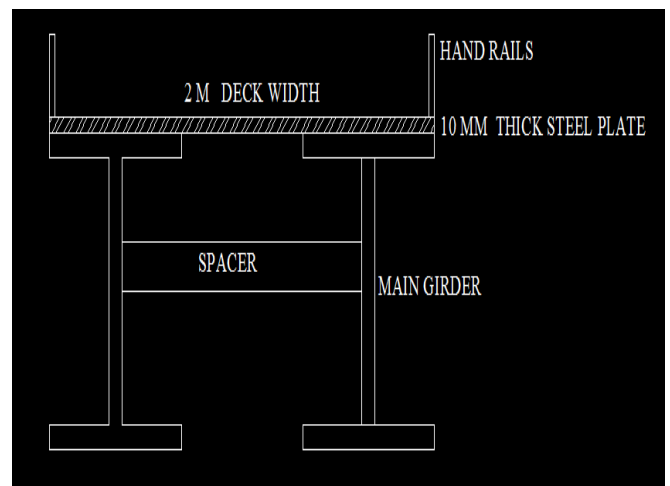 HAND RAILS
2 M DECK WIDTH
10 MM THICK STEEL PLATE
SPACER
MAIN GIRDER